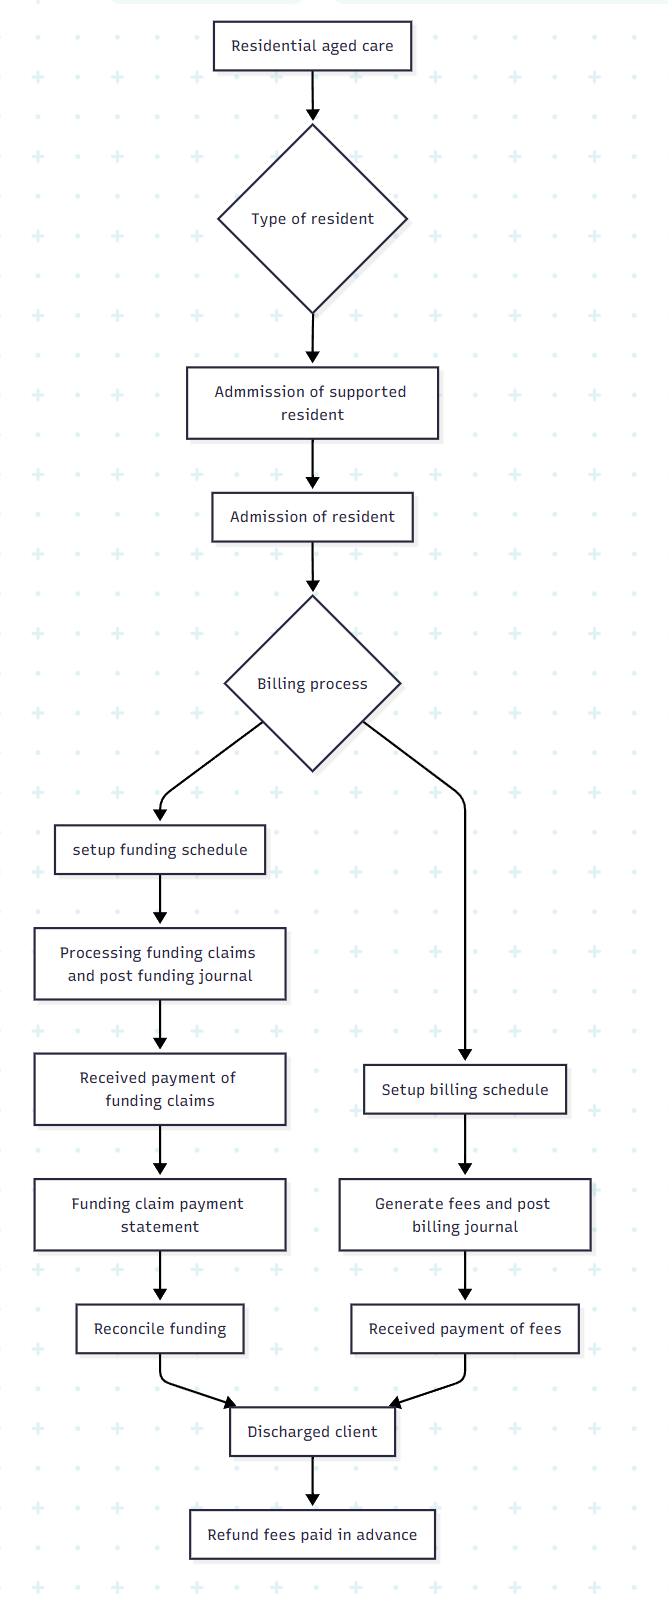 Residential aged care
Type of resident
Admmission of supported
resident
Admission of resident
Billing process
setup funding schedule
Processing funding claims
and post funding journal
Received payment of
funding claims
Setup billing schedule
Funding claim payment
statement
Generate fees and post
billing journal
Reconcile funding
Received payment of fees
Discharged client
Refund fees paid in advance